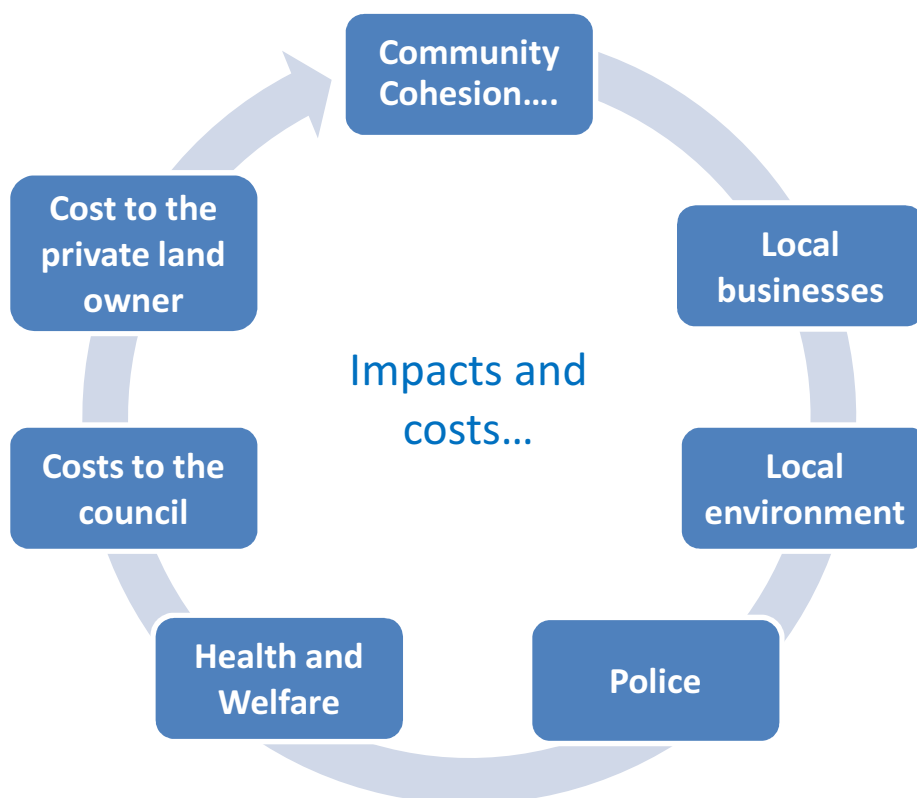 Community
Cohesion....
Local
businesses
Local
environment
Police
Health and
Welfare
Costs to the
council
Cost to the
private land
owner
Impacts and
costs…